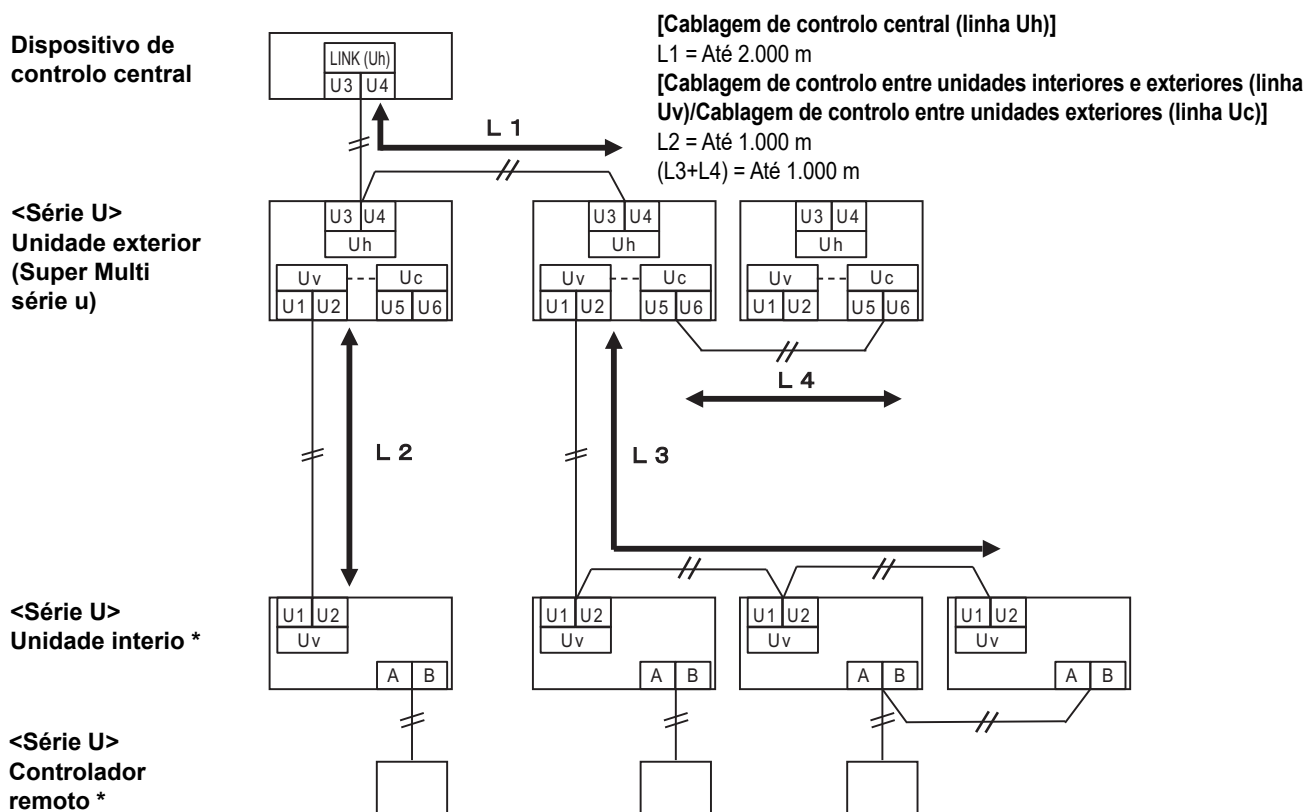 Dispositivo de
controlo central
LINK (Uh)
U3 U4
[Cablagem de controlo central (linha Uh)]
L1 = Até 2.000 m
[Cablagem de controlo entre unidades interiores e exteriores (linha
Uv)/Cablagem de controlo entre unidades exteriores (linha Uc)]
L2 = Até 1.000 m
(L3+L4) = Até 1.000 m
L 1
<Série U>
Unidade exterior
(Super Multi
série u)
U3 U4
Uh
Uv Uc
U1 U2 U5 U6
U3 U4
Uh
Uv Uc
U1 U2 U5 U6
U3 U4
Uh
Uv Uc
U1 U2 U5 U6
L 4
L 2
L 3
<Série U>
Unidade interio *
U1 U2
Uv
A B
U1 U2
Uv
A B
U1 U2
Uv
A B
U1 U2
Uv
A B
<Série U>
Controlador
remoto *